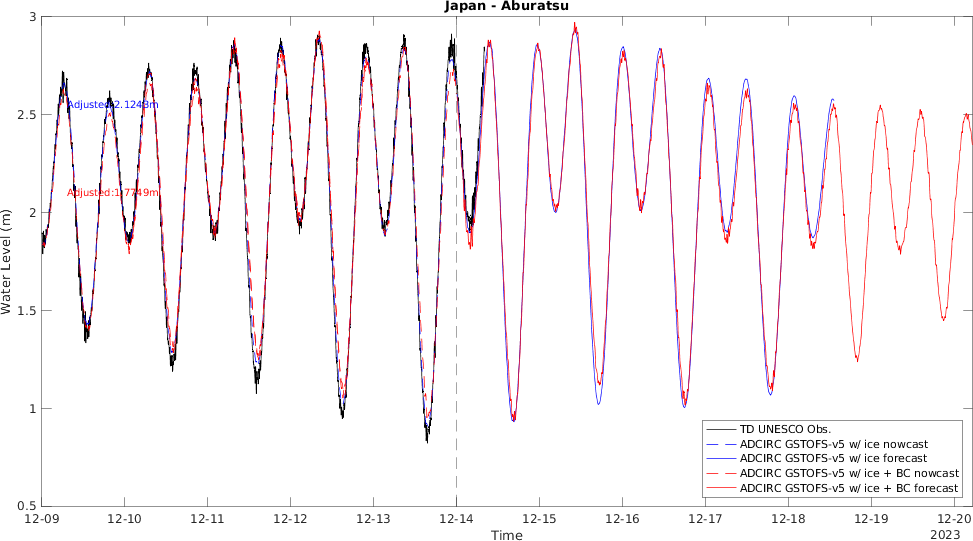 Japan - Aburatsu
3
2.5
2
1.5
1
0.5
Water Level (m)
Adjusted:2.1243m
Adjusted:1.7749m
TD UNESCO Obs.
ADCIRC GSTOFS-v5 w/ ice nowcast
ADCIRC GSTOFS-v5 w/ ice forecast
ADCIRC GSTOFS-v5 w/ ice + BC nowcast
ADCIRC GSTOFS-v5 w/ ice + BC forecast
12-09 12-10 12-11 12-12 12-13 12-14 12-15 12-16 12-17 12-18 12-19 12-20
Time
2023